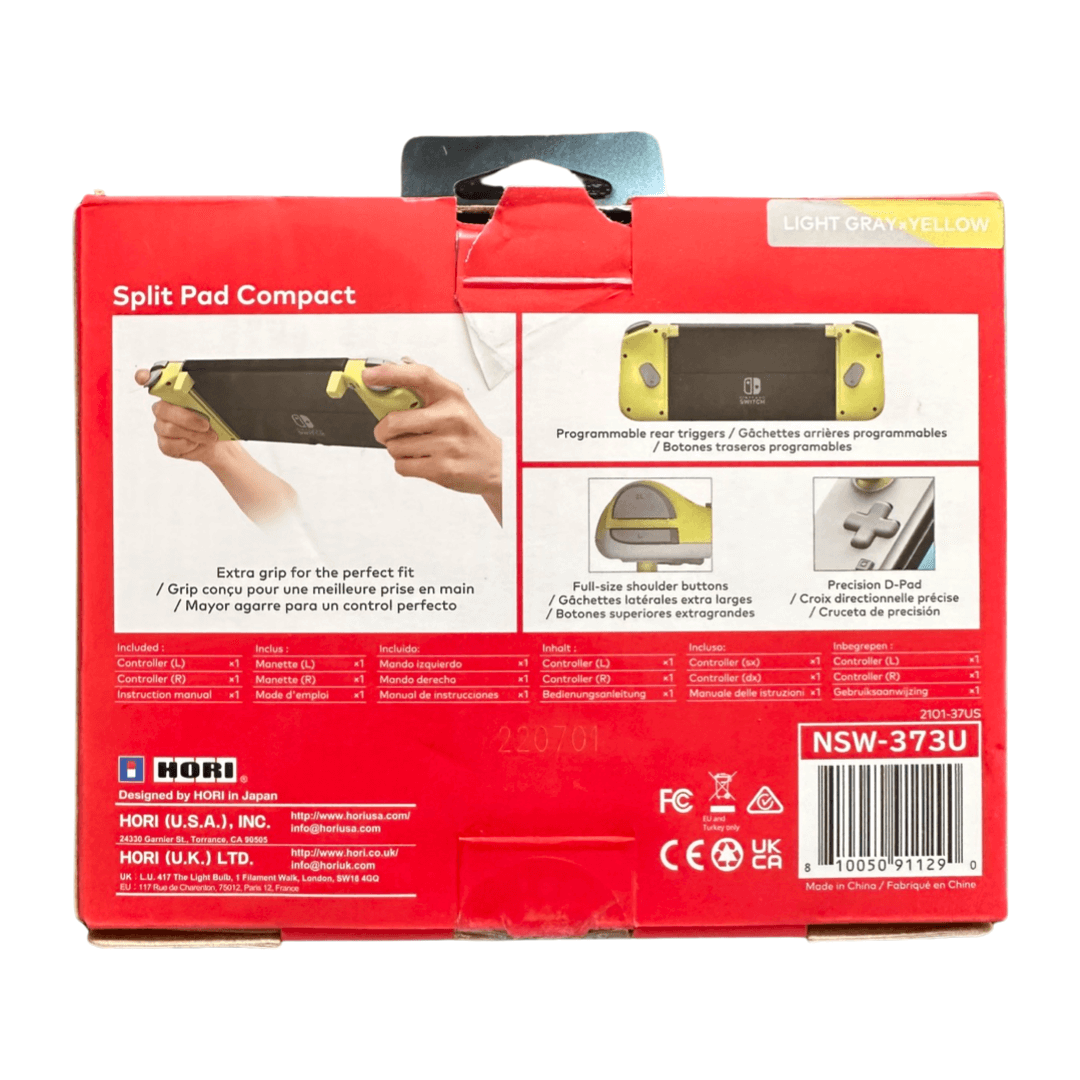 LIGHT GRAY×YELLOW
Split Pad Compact
SWITCH
NINTENDO
SWITCH
Extra grip for the perfect fit
/ Grip conçu pour une meilleure prise en main
/ Mayor agarre para un control perfecto
Programmable rear triggers / Gâchettes arrières programmables
/ Botones traseros programables
Full-size shoulder buttons
/ Gâchettes latérales extra larges
/ Botones superiores extragrandes
Precision D-Pad
/ Croix directionnelle précise
/ Cruceta de precisión
Included :
Controller (L) ×1
Controller (R) ×1
Instruction manual ×1
Inclus :
Manette (L) ×1
Manette (R) ×1
Mode d'emploi ×1
Incluido:
Mando izquierdo ×1
Mando derecho ×1
Manual de instrucciones ×1
Inhalt :
Controller (L) ×1
Controller (R) ×1
Bedienungsanleitung ×1
Incluso:
Controller (sx) ×1
Controller (dx) ×1
Manuale delle istruzioni ×1
Inbegrepen :
Controller (L) ×1
Controller (R) ×1
Gebruiksaanwijzing ×1
220701
2101-37US
NSW-373U
HORI®
Designed by HORI in Japan
HORI (U.S.A.), INC.
http://www.horiusa.com/
info@horiusa.com
24330 Garnier St., Torrance, CA 90505
HORI (U.K.) LTD.
http://www.hori.co.uk/
info@horiuk.com
UK : L.U. 417 The Light Bulb, 1 Filament Walk, London, SW18 4GQ
EU : 117 Rue de Charenton, 75012, Paris 12, France
FC
EU and
Turkey only
CE
UK
CA
8 10050 91129 0
Made in China / Fabriqué en Chine